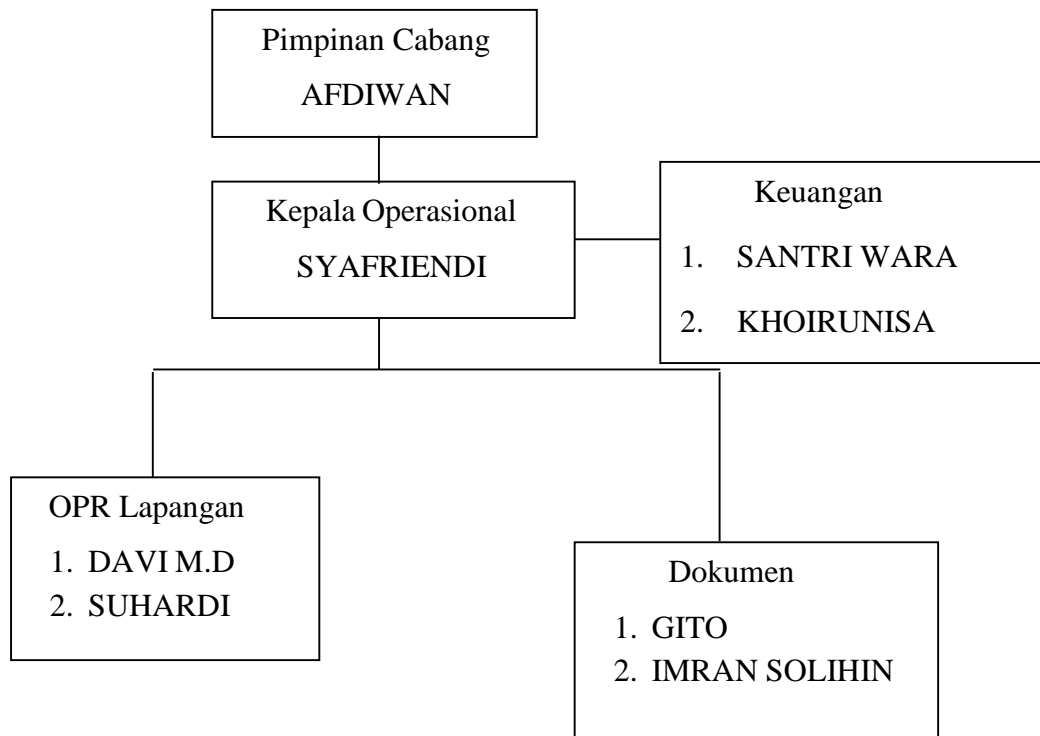 Pimpinan Cabang
AFDIWAN
Kepala Operasional
SYAFRIENDI
Keuangan
1. SANTRI WARA
2. KHOIRUNISA
OPR Lapangan
1. DAVI M.D
2. SUHARDI
Dokumen
1. GITO
2. IMRAN SOLIHIN